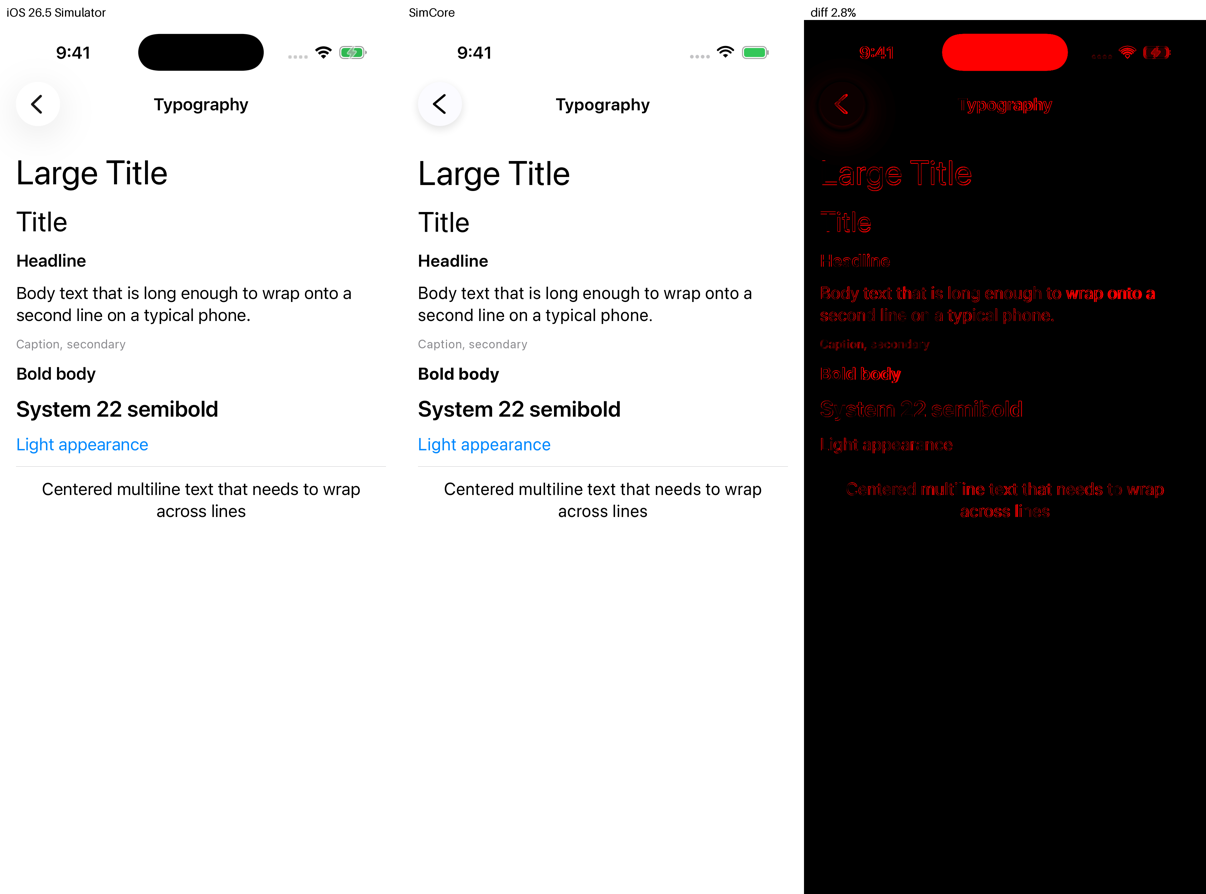 iOS 26.5 Simulator
9:41
Typography
Large Title
Title
Headline
Body text that is long enough to wrap onto a
second line on a typical phone.
Caption, secondary
Bold body
System 22 semibold
Light appearance
Centered multiline text that needs to wrap
across lines
SimCore
9:41
Typography
Large Title
Title
Headline
Body text that is long enough to wrap onto a
second line on a typical phone.
Caption, secondary
Bold body
System 22 semibold
Light appearance
Centered multiline text that needs to wrap
across lines
diff 2.8%
9:41
Typography
Large Title
Title
Headline
Body text that is long enough to wrap onto a
second line on a typical phone.
Caption, secondary
Bold body
System 22 semibold
Light appearance
Centered multiline text that needs to wrap
across lines